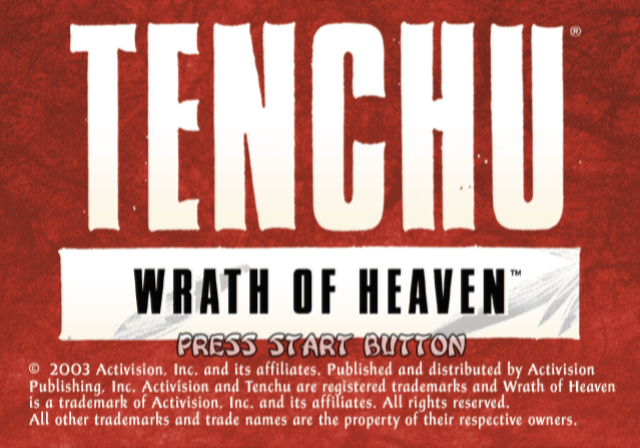 TENCHU®
WRATH OF HEAVEN™
PRESS START BUTTON
© 2003 Activision, Inc. and its affiliates. Published and distributed by Activision
Publishing, Inc. Activision and Tenchu are registered trademarks and Wrath of Heaven
is a trademark of Activision, Inc. and its affiliates. All rights reserved.
All other trademarks and trade names are the property of their respective owners.